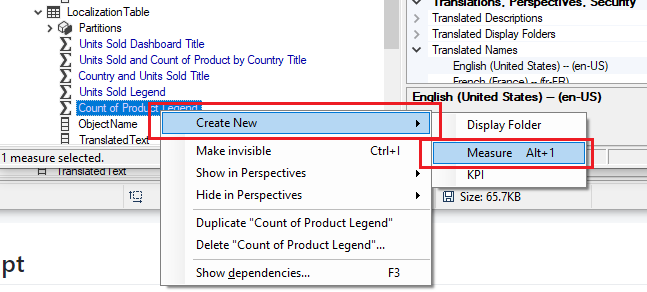 LocalizationTable
Partitions
Units Sold Dashboard Title
Units Sold and Count of Product by Country Title
Country and Units Sold Title
Units Sold Legend
Count of Product Legend
ObjectName
TranslatedText
1 measure selected.
TranslatedText
pt
Create New
Make invisible Ctrl+I
Show in Perspectives
Hide in Perspectives
Duplicate "Count of Product Legend"
Delete "Count of Product Legend"...
Show dependencies... F3
Display Folder
Measure Alt+1
KPI
Translations, Perspectives, Security
Translated Descriptions
Translated Display Folders
Translated Names
English (United States) -- (en-US)
French (France) -- (fr-FR)
English (United States) -- (en-US)
Size: 65.7KB